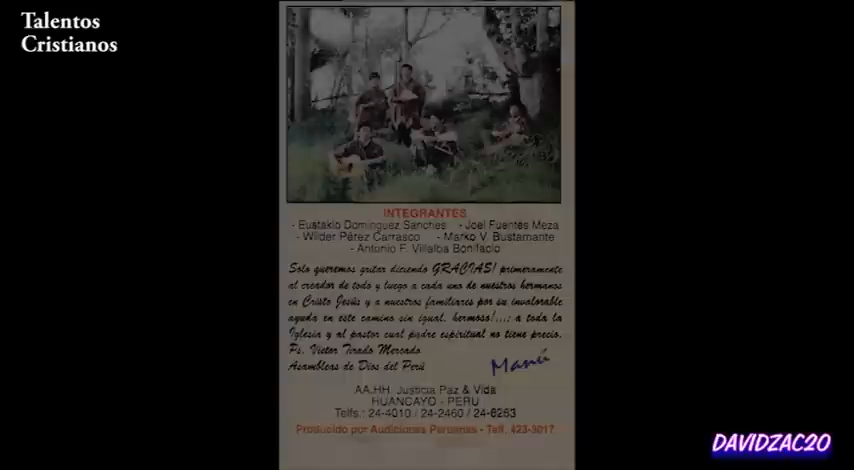 Talentos
Cristianos
INTEGRANTES
- Eustakio Dominguez Sanches - Joel Fuentes Meza
- Wilder Pérez Carrasco - Marko V. Bustamante
- Antonio F. Villalba Bonifacio
Solo queremos gritar diciendo GRACIAS! primeramente
al creador de todo y luego a cada uno de nuestros hermanos
en Cristo Jesús y a nuestros familiares por su invalorable
ayuda en este camino sin igual, hermoso!...; a toda la
Iglesia y al pastor cual padre espiritual no tiene precio.
Ps. Victor Tirado Mercado
Asambleas de Dios del Perú
Manú
AA.HH. Justicia Paz & Vida
HUANCAYO - PERU
Telfs.: 24-4010 / 24-2460 / 24-6263
Producido por Audiciones Peruanas - Telf. 423-3017
DAVIDZAC20